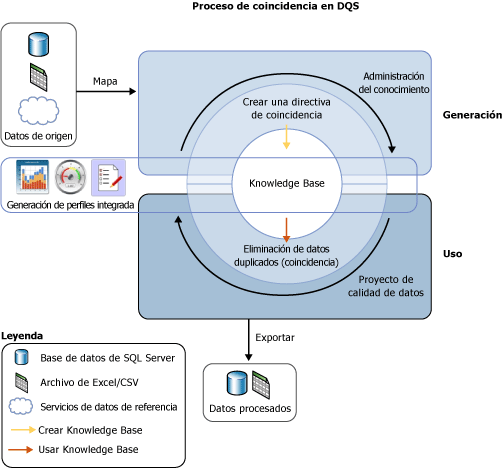 Proceso de coincidencia en DQS
Datos de origen
Mapa
Administración
del conocimiento
Crear una directiva
de coincidencia
Generación
Knowledge Base
Generación de perfiles integrada
Eliminación de datos
duplicados (coincidencia)
Uso
Proyecto de
calidad de datos
Exportar
Datos procesados
Leyenda
Base de datos de SQL Server
Archivo de Excel/CSV
Servicios de datos de referencia
Crear Knowledge Base
Usar Knowledge Base